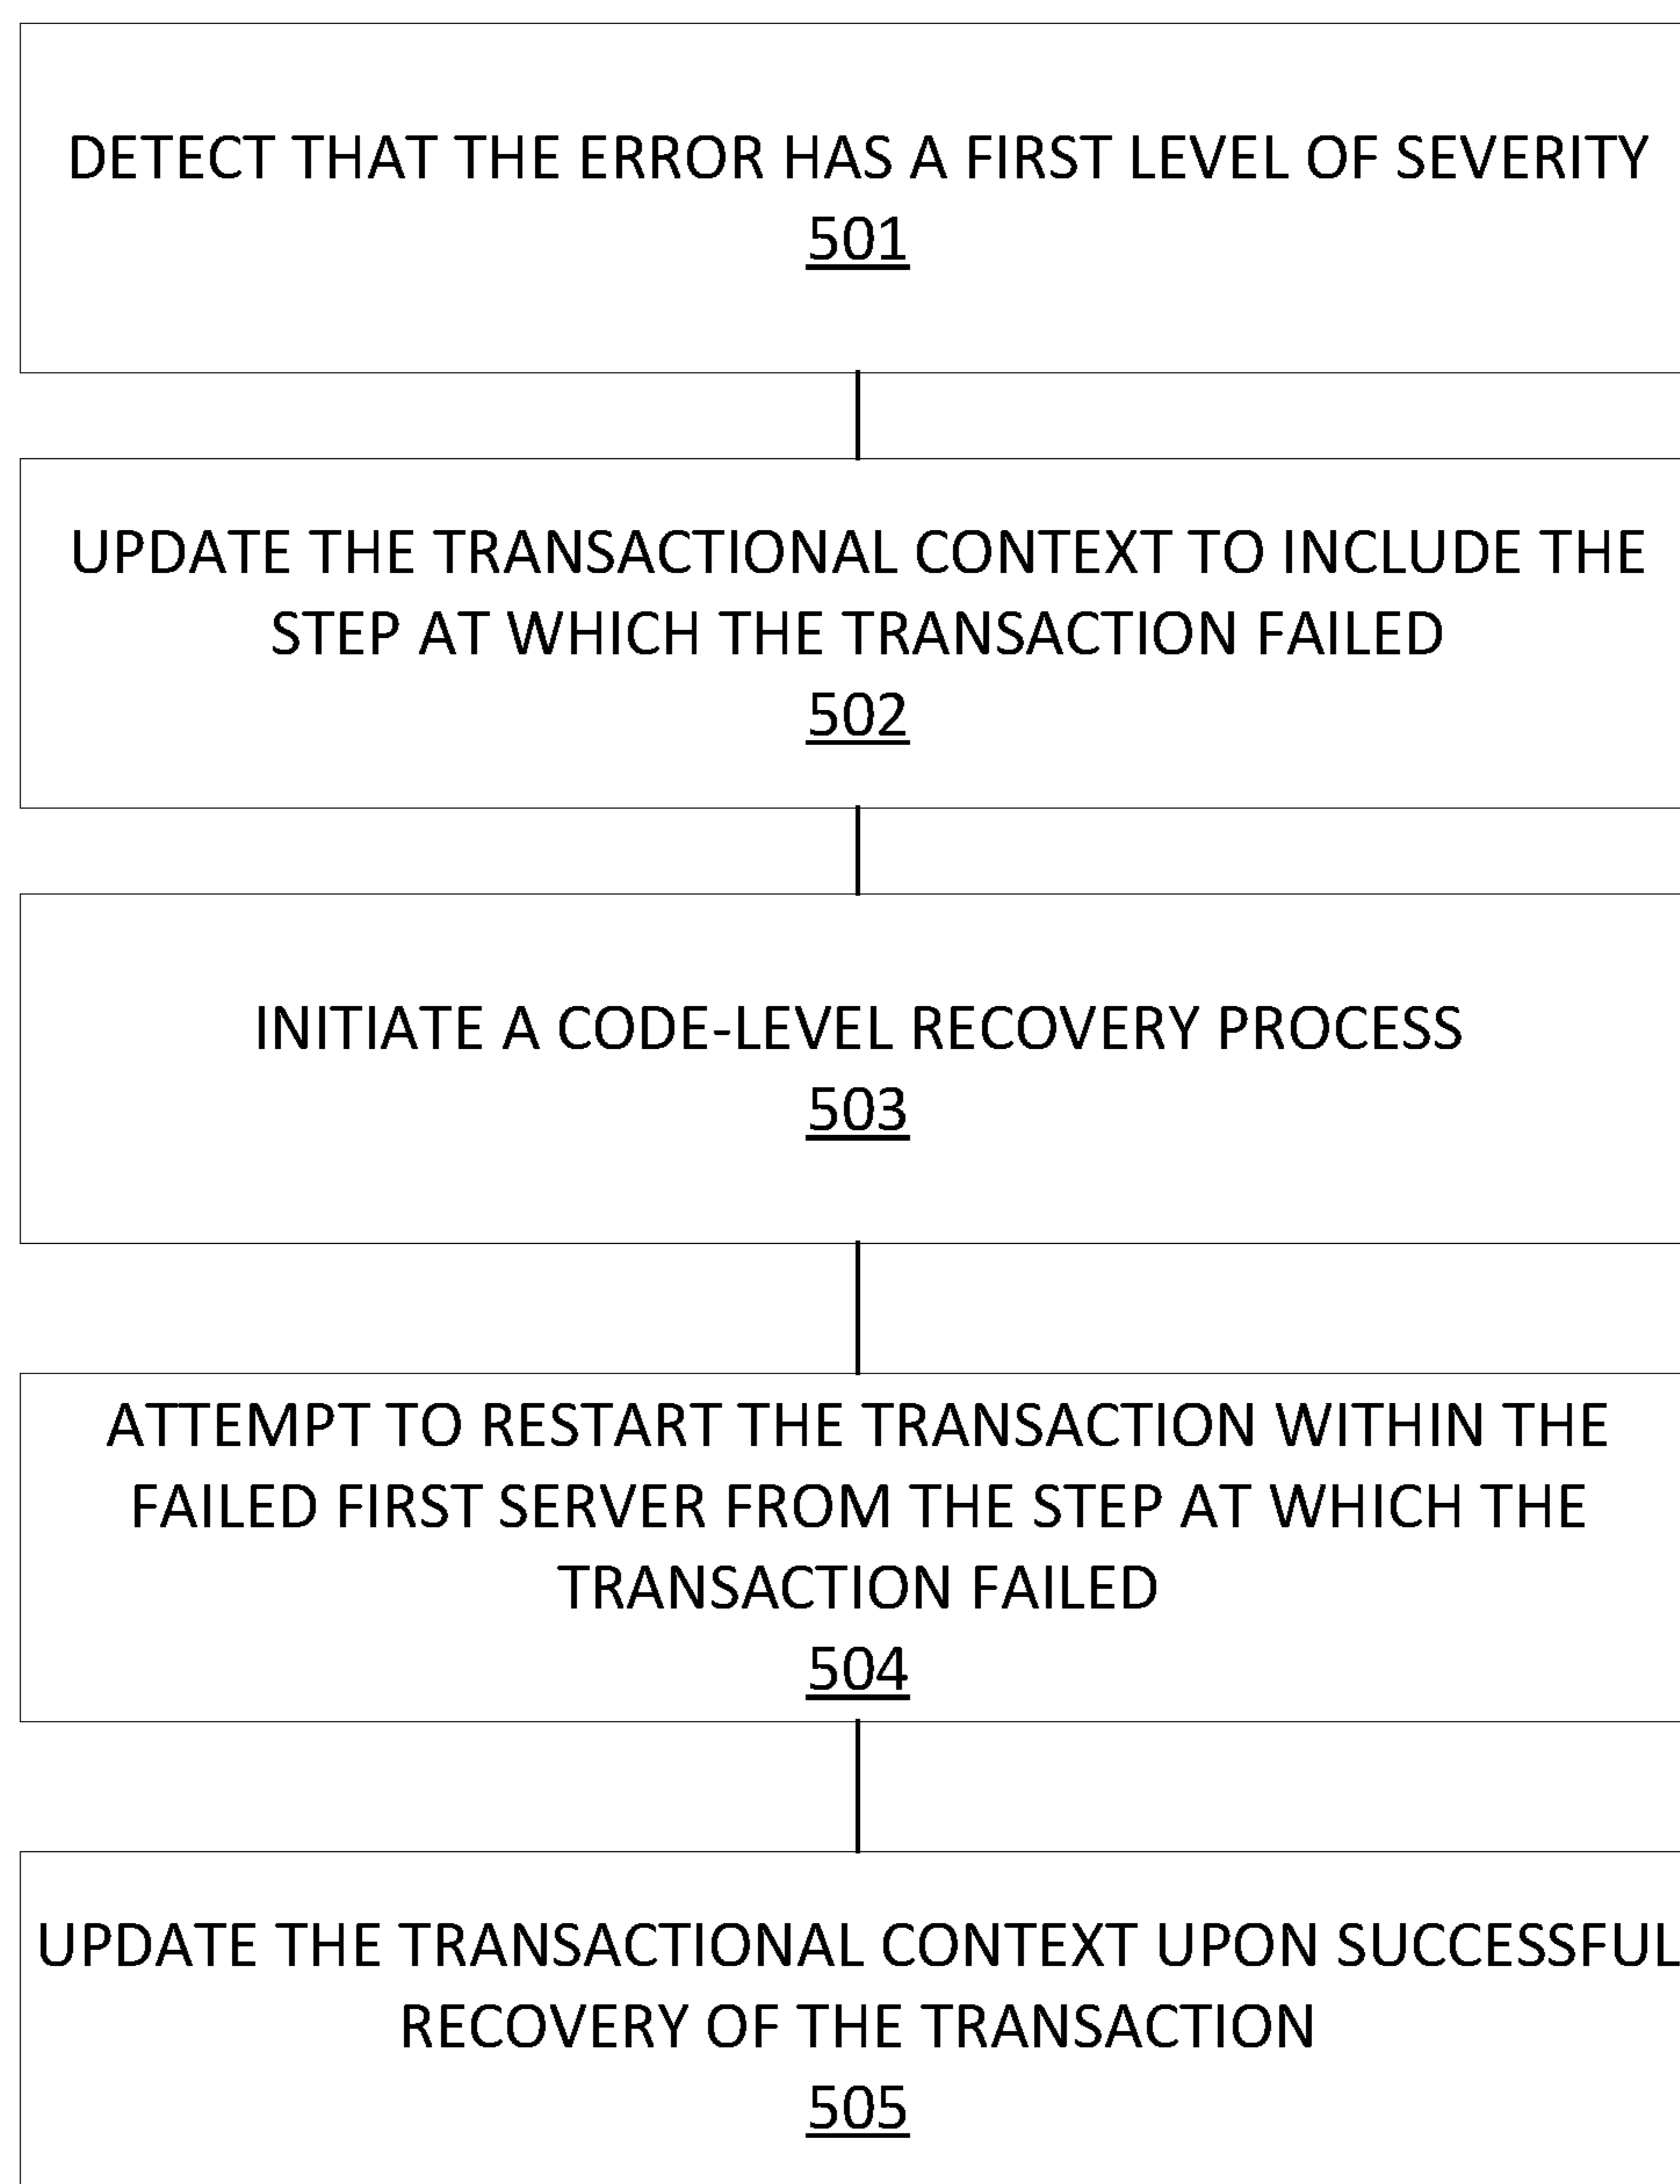 DETECT THAT THE ERROR HAS A FIRST LEVEL OF SEVERITY
501
UPDATE THE TRANSACTIONAL CONTEXT TO INCLUDE THE
STEP AT WHICH THE TRANSACTION FAILED
502
INITIATE A CODE-LEVEL RECOVERY PROCESS
503
ATTEMPT TO RESTART THE TRANSACTION WITHIN THE
FAILED FIRST SERVER FROM THE STEP AT WHICH THE
TRANSACTION FAILED
504
UPDATE THE TRANSACTIONAL CONTEXT UPON SUCCESSFUL
RECOVERY OF THE TRANSACTION
505